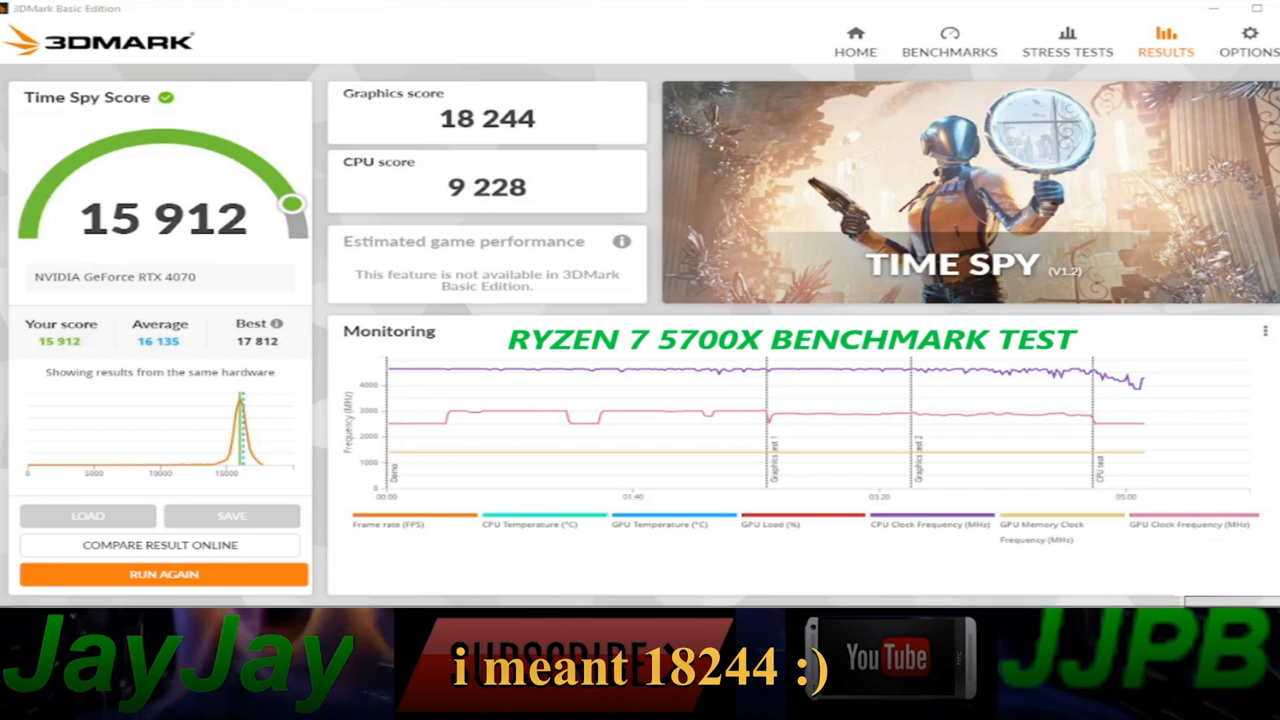 3DMark Basic Edition
3DMARK
HOME
BENCHMARKS
STRESS TESTS
RESULTS
OPTIONS
Time Spy Score
15 912
NVIDIA GeForce RTX 4070
Your score
15 912
Average
16 135
Best
17 812
Showing results from the same hardware
0 5000 10000 15000
LOAD
SAVE
COMPARE RESULT ONLINE
RUN AGAIN
Graphics score
18 244
CPU score
9 228
Estimated game performance
This feature is not available in 3DMark
Basic Edition.
TIME SPY (V1.2)
Monitoring
RYZEN 7 5700X BENCHMARK TEST
Frequency (MHz)
4000
3000
2000
1000
0
Demo
Graphics test 1
Graphics test 2
CPU test
00:00 01:40 03:20 05:00
Frame rate (FPS)
CPU Temperature (°C)
GPU Temperature (°C)
GPU Load (%)
CPU Clock Frequency (MHz)
GPU Memory Clock
Frequency (MHz)
GPU Clock Frequency (MHz)
JayJay
SUBSCRIBE
i meant 18244 :)
YouTube
JJPB